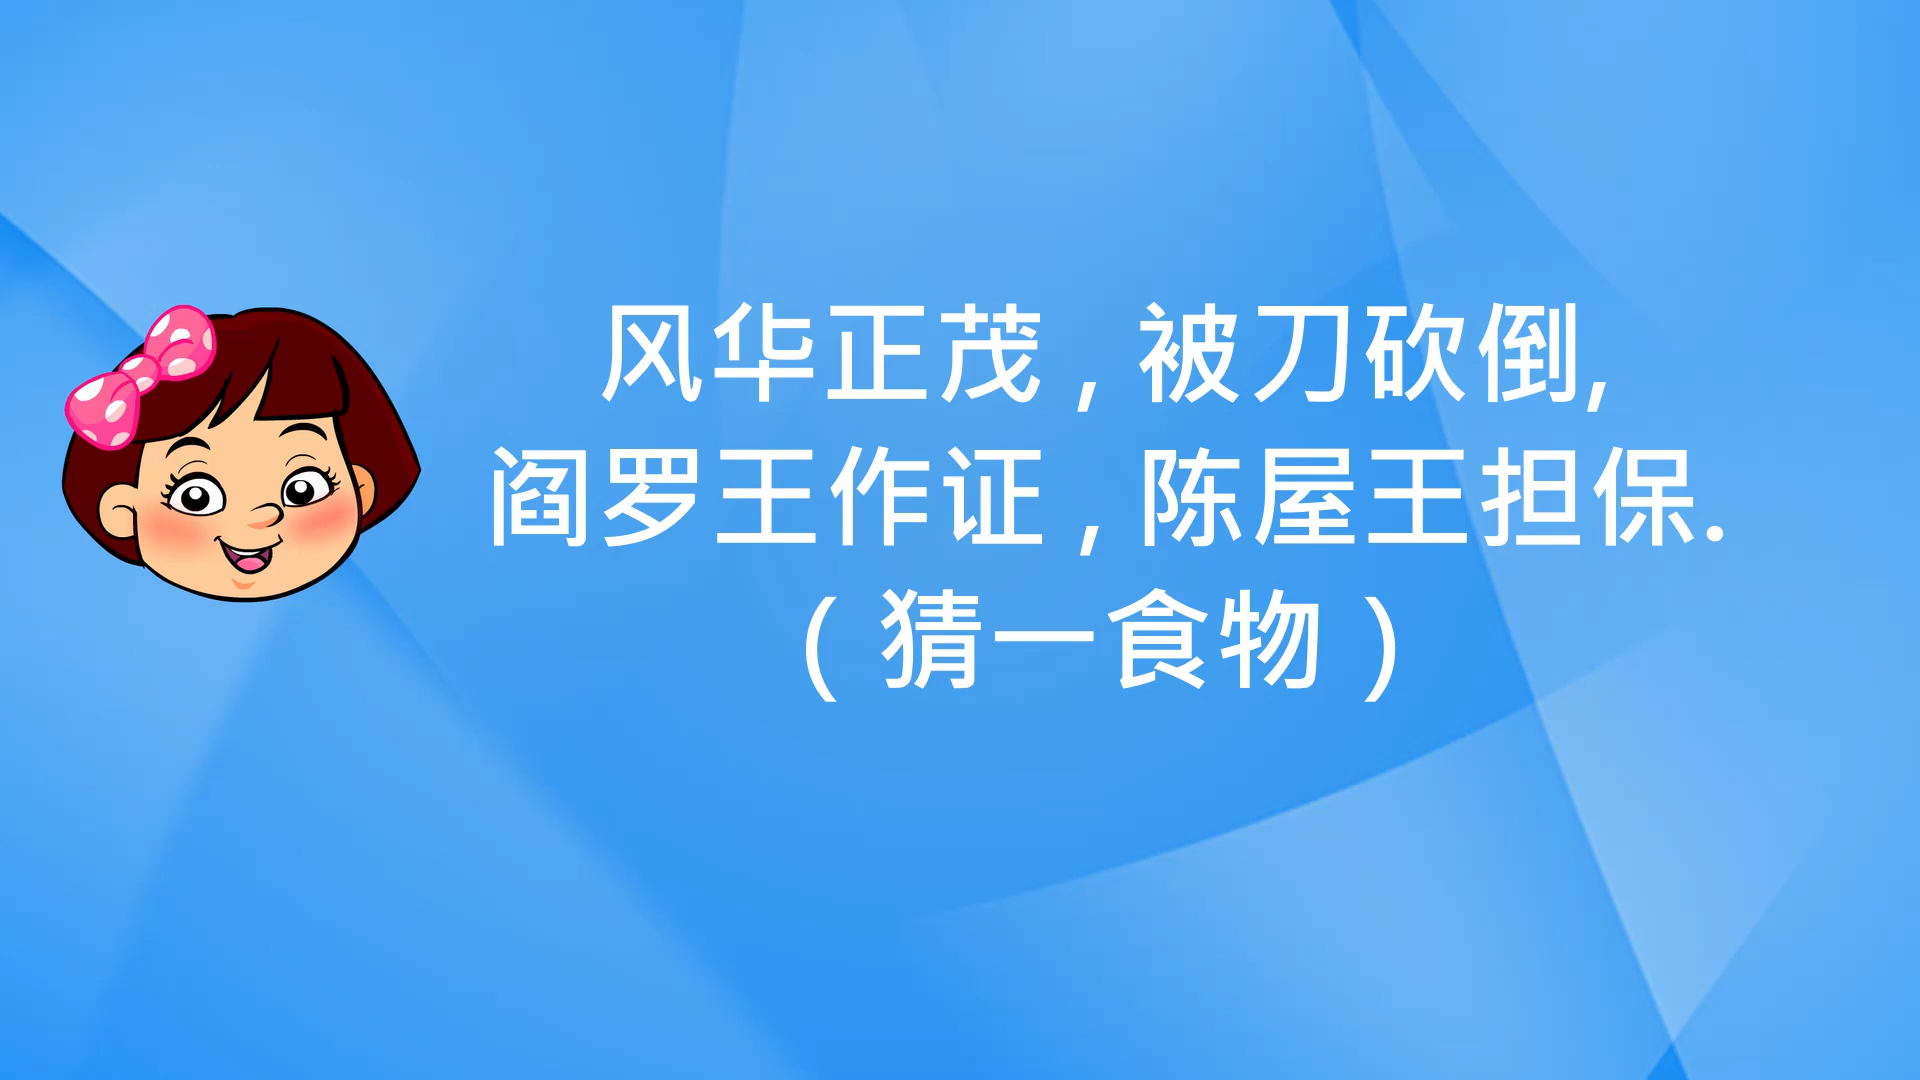 风华正茂，被刀砍倒,
阎罗王作证，陈屋王担保.
（猜一食物）